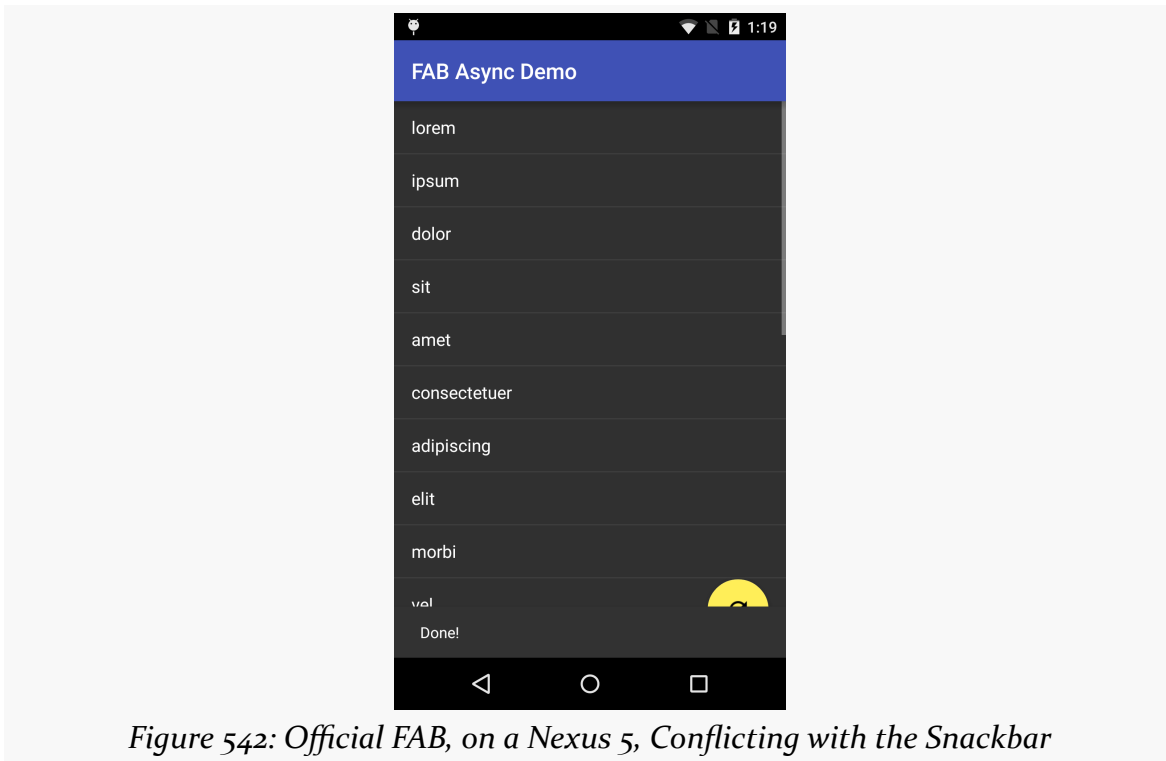 1:19
FAB Async Demo
lorem
ipsum
dolor
sit
amet
consectetuer
adipiscing
elit
morbi
vel
Done!
Figure 542: Official FAB, on a Nexus 5, Conflicting with the Snackbar